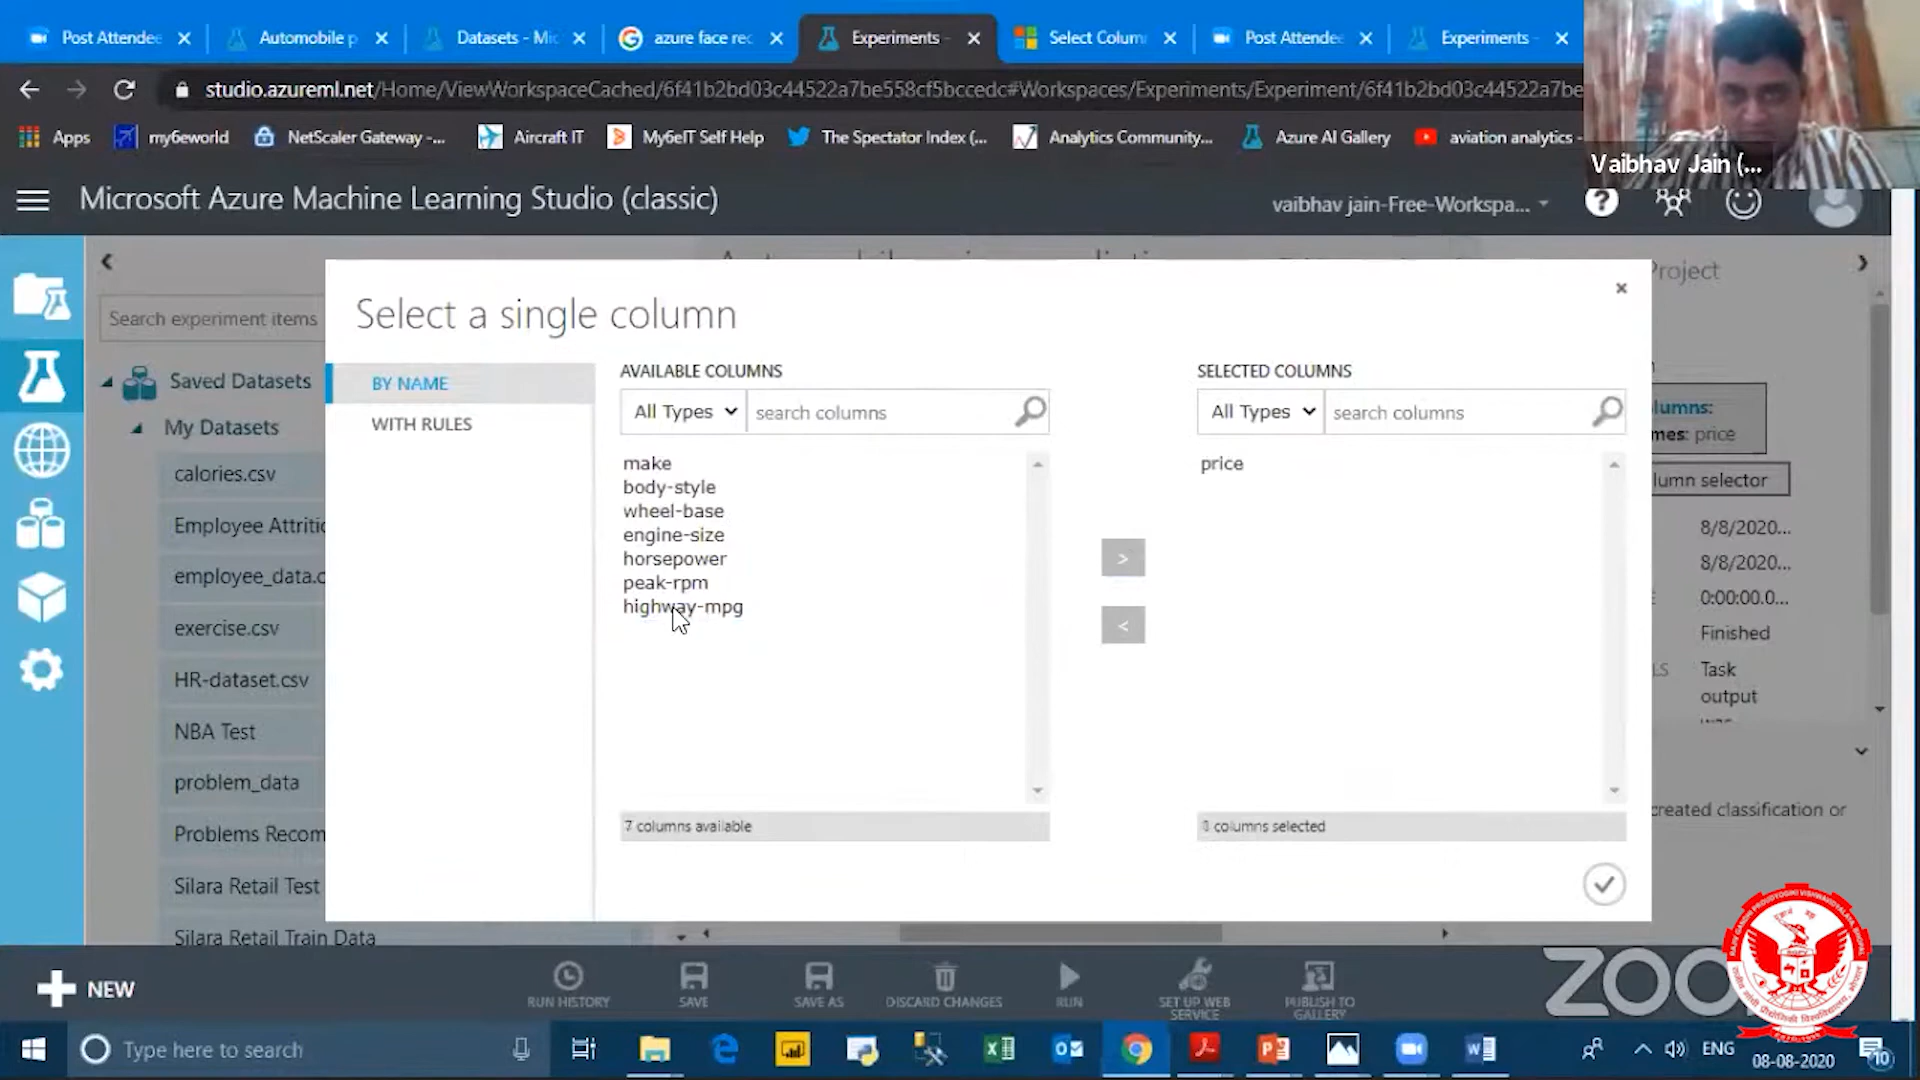 Post Attende
Automobile p
Datasets - Mic
azure face rec
Experiments -
Select Colum
Post Attende
Experiments -
studio.azureml.net/Home/ViewWorkspaceCached/6f41b2bd03c44522a7be558cf5bccedc#Workspaces/Experiments/Experiment/6f41b2bd03c44522a7be
Apps
my6eworld
NetScaler Gateway -...
Aircraft IT
My6eIT Self Help
The Spectator Index (...
Analytics Community...
Azure AI Gallery
aviation analytics -
Vaibhav Jain (...
Microsoft Azure Machine Learning Studio (classic)
vaibhav jain-Free-Workspa...
?
Project
Search experiment items
Saved Datasets
My Datasets
calories.csv
Employee Attritic
employee_data.c
exercise.csv
HR-dataset.csv
NBA Test
problem_data
Problems Recom
Silara Retail Test
Silara Retail Train Data
Select a single column
BY NAME
WITH RULES
AVAILABLE COLUMNS
All Types
search columns
make
body-style
wheel-base
engine-size
horsepower
peak-rpm
highway-mpg
7 columns available
>
<
SELECTED COLUMNS
All Types
search columns
price
columns selected
lumns:
mes: price
lumn selector
8/8/2020...
8/8/2020...
0:00:00.0...
Finished
LS Task
output
created classification or
NEW
RUN HISTORY
SAVE
SAVE AS
DISCARD CHANGES
RUN
SET UP WEB
SERVICE
PUBLISH TO
GALLERY
ZOO
Type here to search
ENG
08-08-2020
10